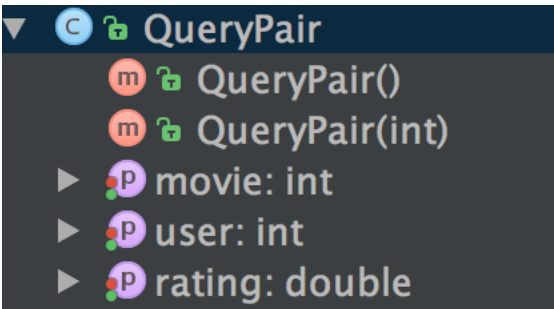 C QueryPair
m QueryPair()
m QueryPair(int)
p movie: int
p user: int
p rating: double